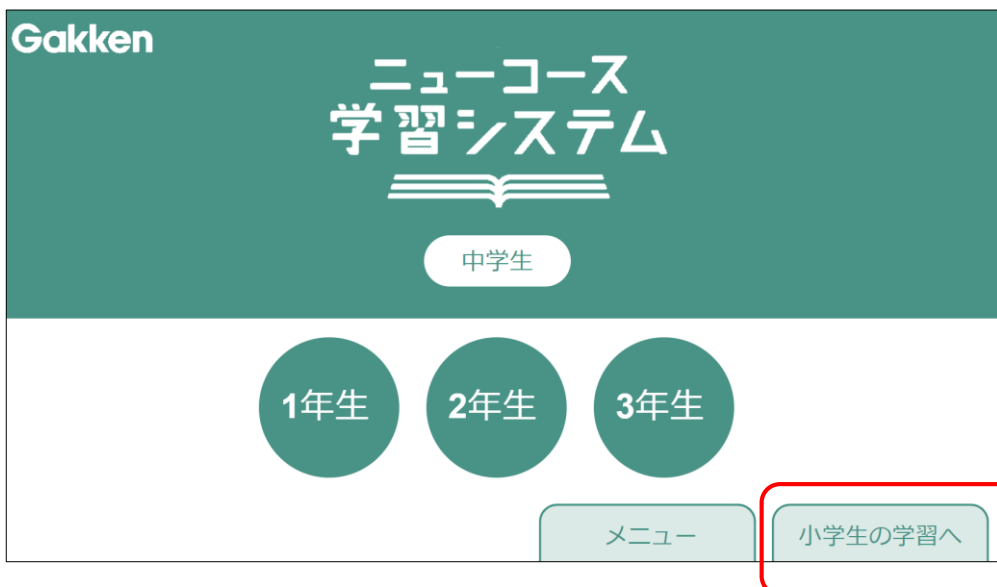 Gakken
ニューコース
学習システム
中学生
1年生 2年生 3年生
メニュー 小学生の学習へ